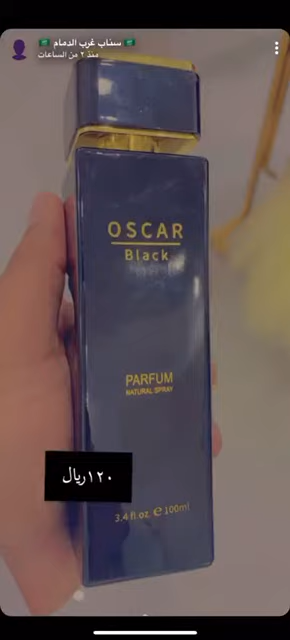 سناب غرب الدمام
منذ ٢ من الساعات
OSCAR
Black
PARFUM
NATURAL SPRAY
١٢٠ريال
3.4 fl oz. e 100ml